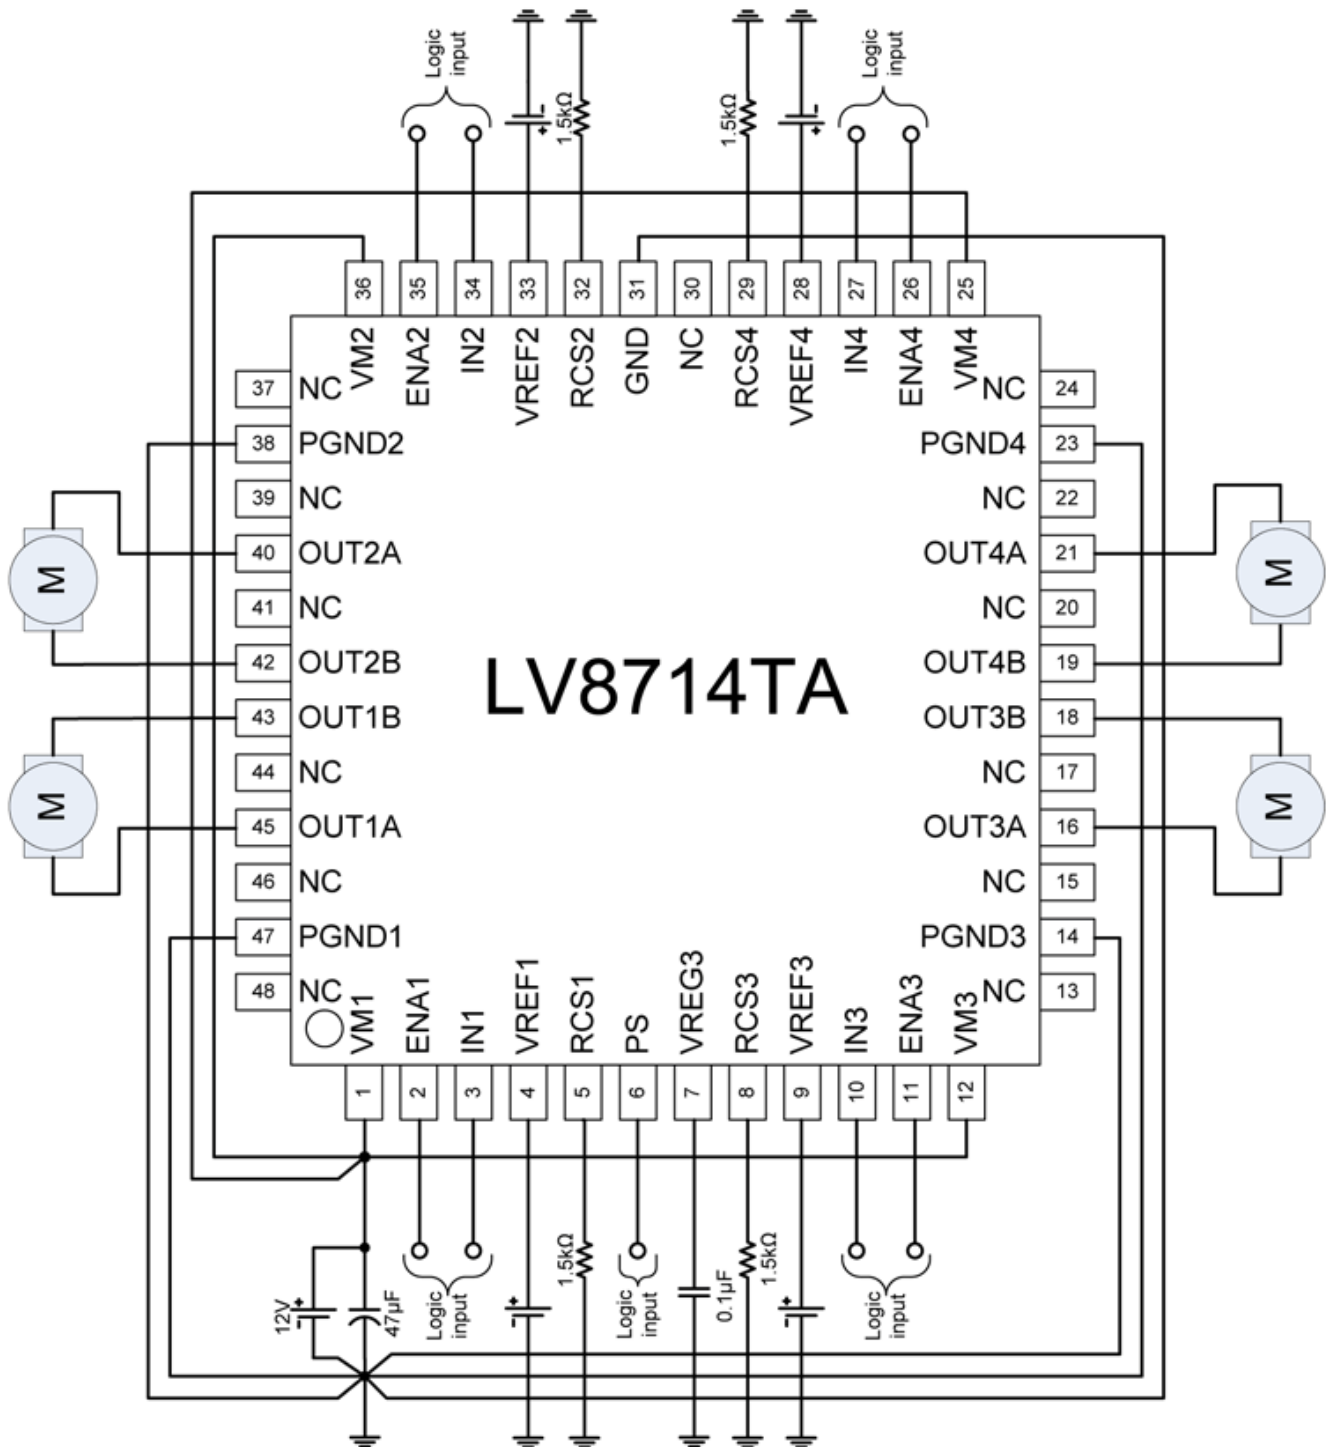 Logic
input
1.5kΩ
+
-
1.5kΩ
+
-
Logic
input
36
35
34
33
32
31
30
29
28
27
26
25
VM2
ENA2
IN2
VREF2
RCS2
GND
NC
RCS4
VREF4
IN4
ENA4
VM4
37 NC
NC 24
38 PGND2
PGND4 23
39 NC
NC 22
40 OUT2A
OUT4A 21
M
M
41 NC
NC 20
42 OUT2B
OUT4B 19
LV8714TA
43 OUT1B
OUT3B 18
44 NC
NC 17
M
M
45 OUT1A
OUT3A 16
46 NC
NC 15
47 PGND1
PGND3 14
48 NC
NC 13
VM1
ENA1
IN1
VREF1
RCS1
PS
VREG3
RCS3
VREF3
IN3
ENA3
VM3
1
2
3
4
5
6
7
8
9
10
11
12
12V
+
-
47µF
Logic
input
+
-
1.5kΩ
Logic
input
0.1µF
1.5kΩ
+
-
Logic
input